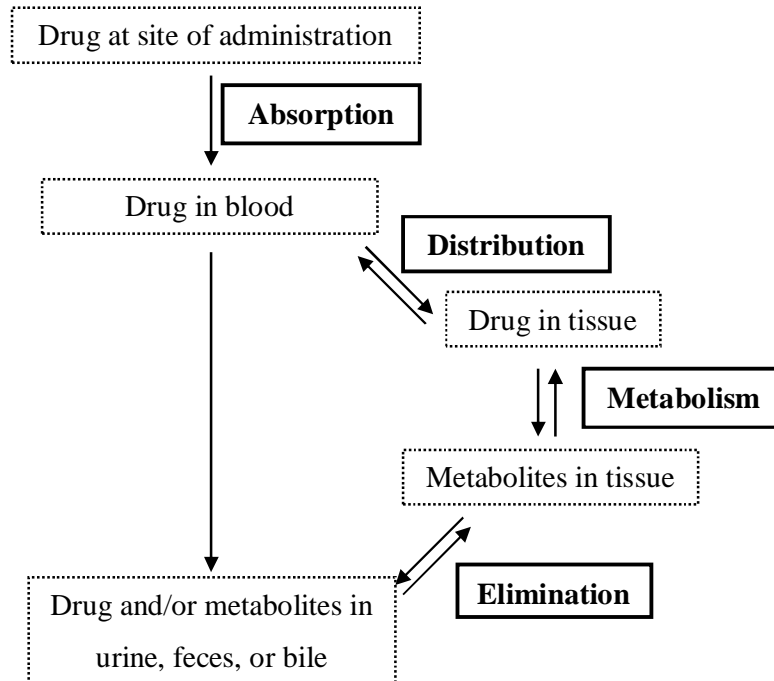 Drug at site of administration
Absorption
Drug in blood
Distribution
Drug in tissue
Metabolism
Metabolites in tissue
Elimination
Drug and/or metabolites in
urine, feces, or bile